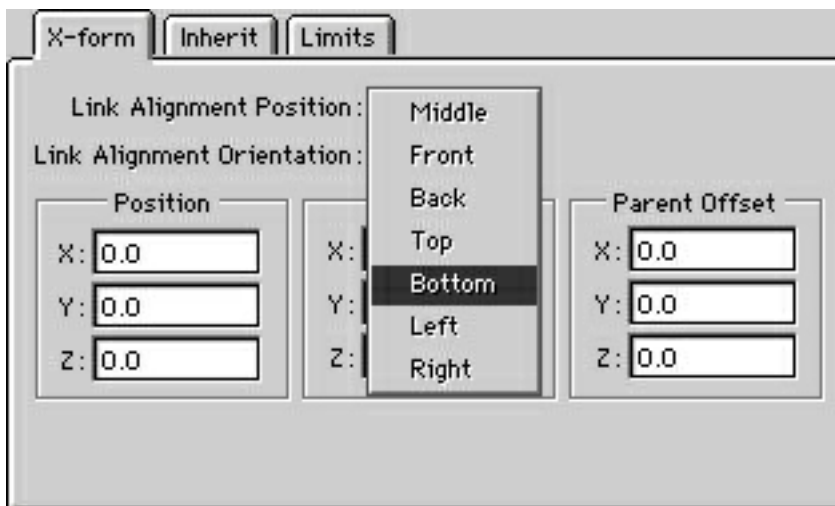 X-form Inherit Limits
Link Alignment Position: Middle
Link Alignment Orientation: Front
Back
Top
Bottom
Left
Right
Position
X: 0.0
Y: 0.0
Z: 0.0
X:
Y:
Z:
Parent Offset
X: 0.0
Y: 0.0
Z: 0.0